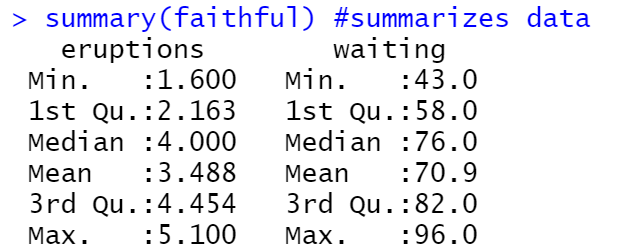 > summary(faithful) #summarizes data
   eruptions        waiting
 Min.   :1.600   Min.   :43.0
 1st Qu.:2.163   1st Qu.:58.0
 Median :4.000   Median :76.0
 Mean   :3.488   Mean   :70.9
 3rd Qu.:4.454   3rd Qu.:82.0
 Max.   :5.100   Max.   :96.0